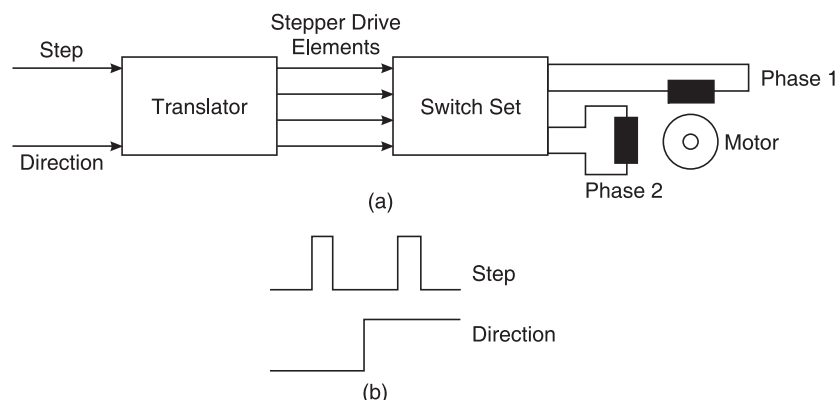 Stepper Drive
Elements
Step
Translator
Switch Set
Phase 1
Direction
Motor
Phase 2
(a)
Step
Direction
(b)